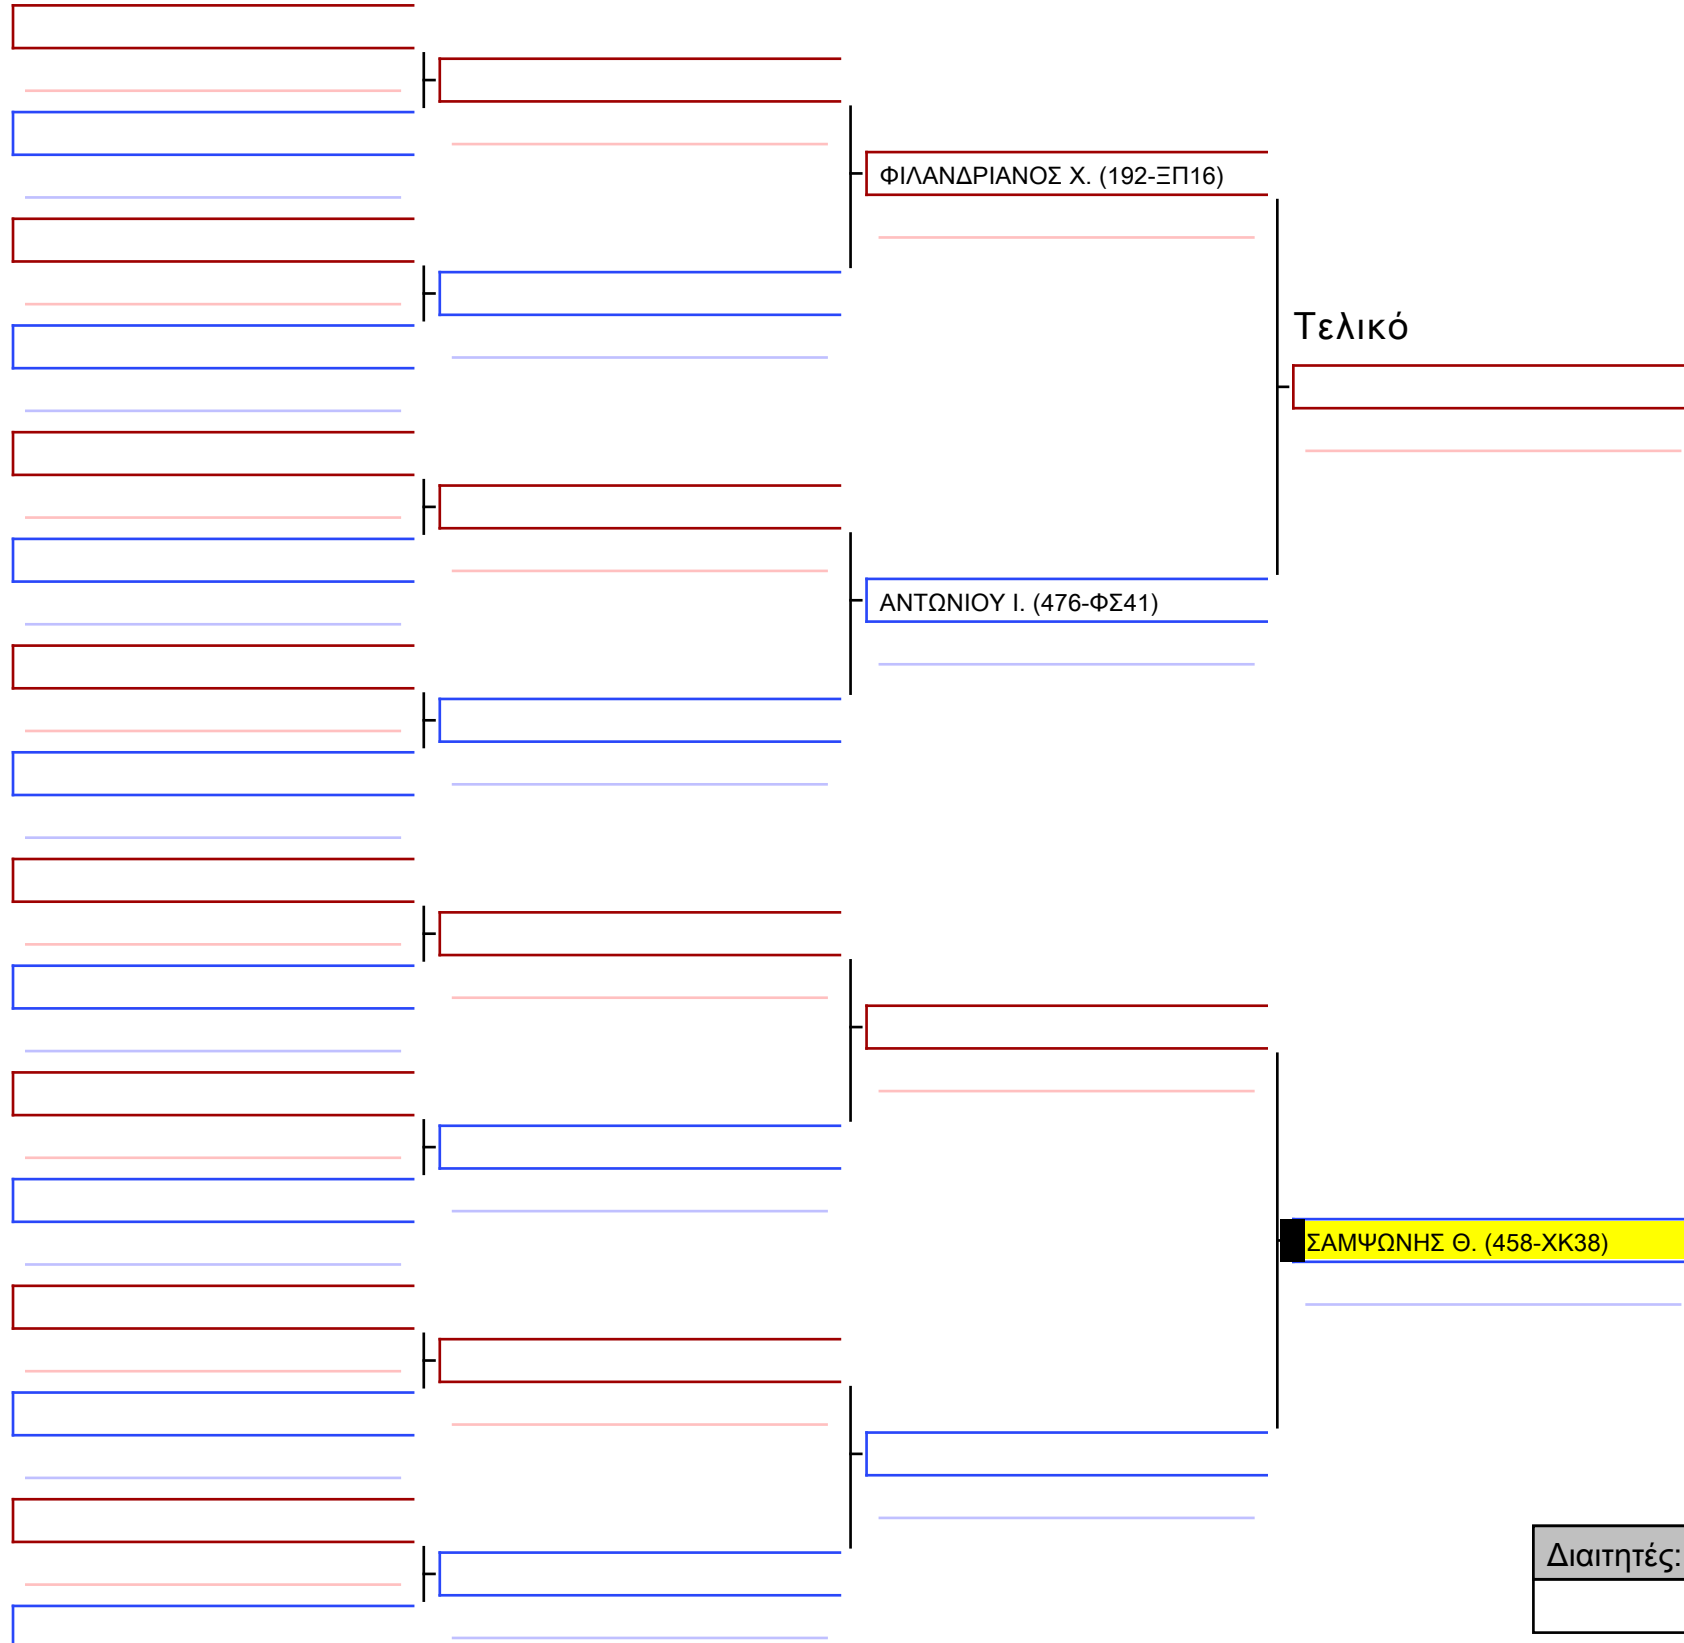 ΦΙΛΑΝΔΡΙΑΝΟΣ Χ. (192-ΞΠ16)
Τελικό
ΑΝΤΩΝΙΟΥ Ι. (476-ΦΣ41)
ΣΑΜΨΩΝΗΣ Θ. (458-ΧΚ38)
Διαιτητές: